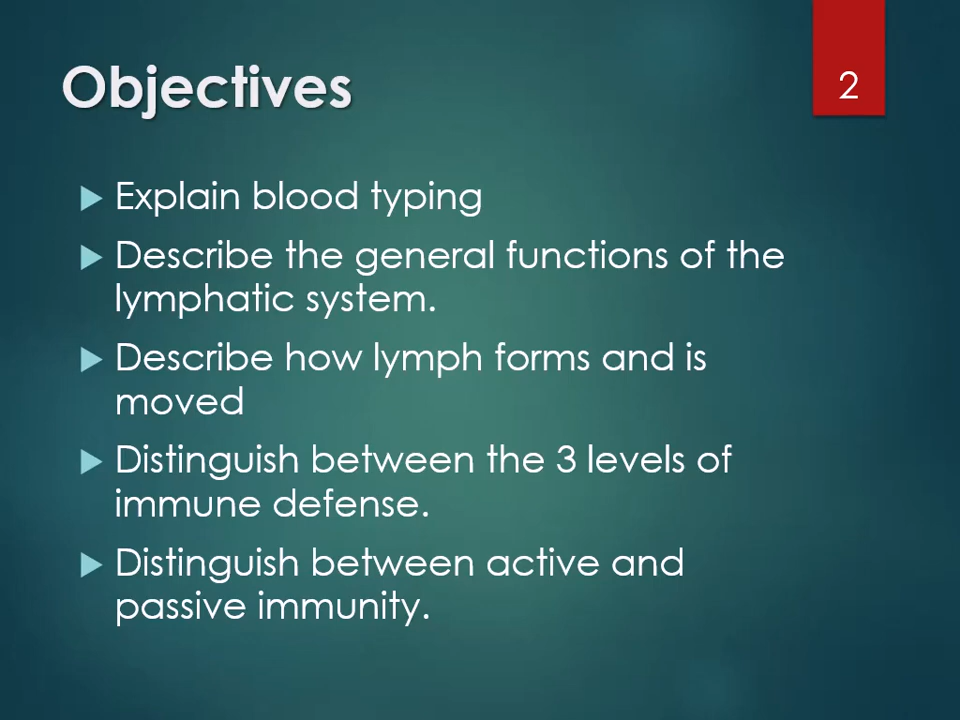 Objectives
2
Explain blood typing
Describe the general functions of the
lymphatic system.
Describe how lymph forms and is
moved
Distinguish between the 3 levels of
immune defense.
Distinguish between active and
passive immunity.